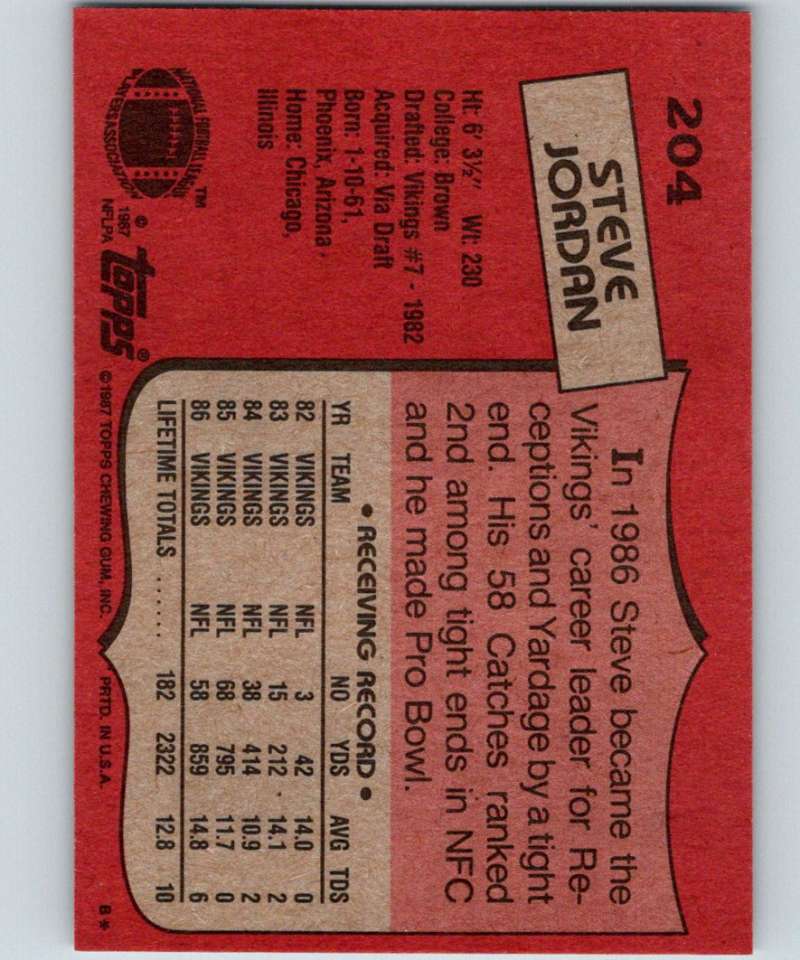 204
STEVE
JORDAN
Ht: 6' 3½" Wt: 230
College: Brown
Drafted: Vikings #7 - 1982
Acquired: Via Draft
Born: 1-10-61,
Phoenix, Arizona
Home: Chicago,
Illinois
NATIONAL FOOTBALL LEAGUE
PLAYERS ASSOCIATION
™
© 1987
NFLPA
topps®
In 1986 Steve became the
Vikings' career leader for Re-
ceptions and Yardage by a tight
end. His 58 Catches ranked
2nd among tight ends in NFC
and he made Pro Bowl.
• RECEIVING RECORD •
YR TEAM NO YDS AVG TDS
82 VIKINGS NFL 3 42 14.0 0
83 VIKINGS NFL 15 212 14.1 2
84 VIKINGS NFL 38 414 10.9 2
85 VIKINGS NFL 68 795 11.7 0
86 VIKINGS NFL 58 859 14.8 6
LIFETIME TOTALS ...... 182 2322 12.8 10
© 1987 TOPPS CHEWING GUM, INC. PRTD. IN U.S.A. B*